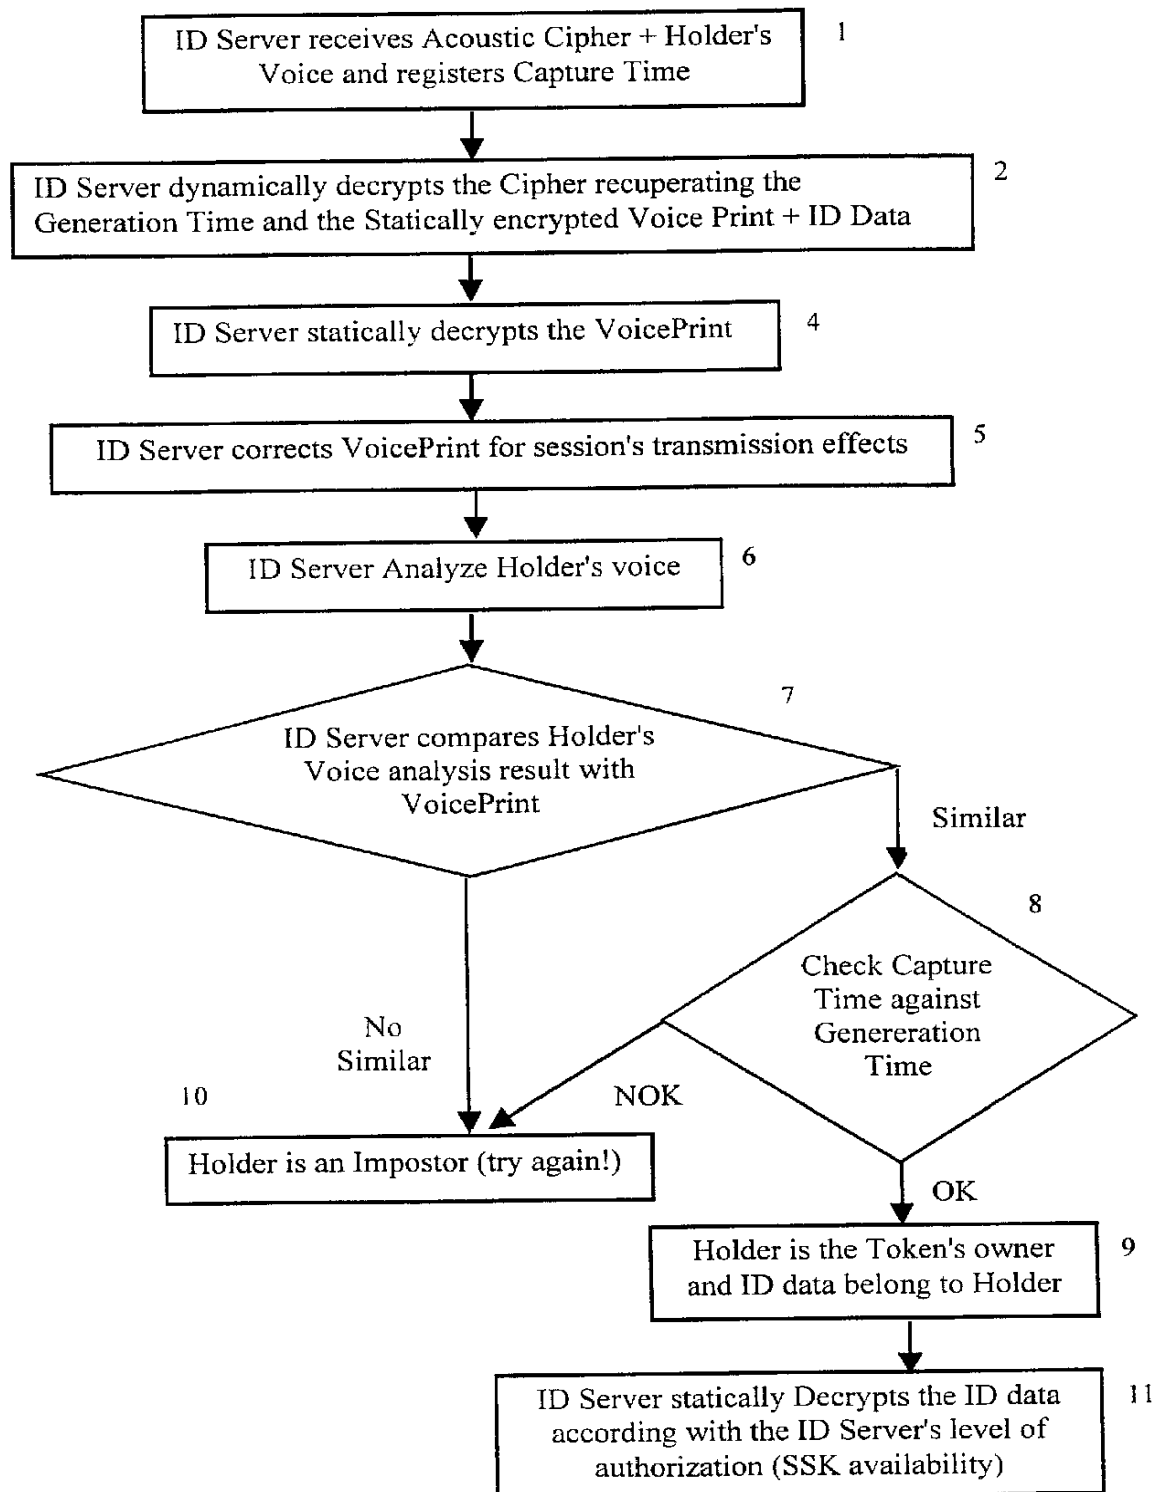 ID Server receives Acoustic Cipher + Holder's
Voice and registers Capture Time
1
ID Server dynamically decrypts the Cipher recuperating the
Generation Time and the Statically encrypted Voice Print + ID Data
2
ID Server statically decrypts the VoicePrint
4
ID Server corrects VoicePrint for session's transmission effects
5
ID Server Analyze Holder's voice
6
7
ID Server compares Holder's
Voice analysis result with
VoicePrint
Similar
8
Check Capture
Time against
Genereration
Time
No
Similar
NOK
10
Holder is an Impostor (try again!)
OK
Holder is the Token's owner
and ID data belong to Holder
9
ID Server statically Decrypts the ID data
according with the ID Server's level of
authorization (SSK availability)
11